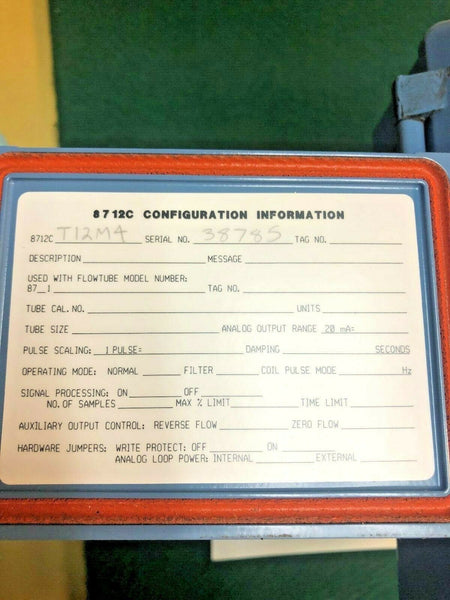 8712C CONFIGURATION INFORMATION
8712C T12M4 SERIAL NO. 38785 TAG NO.
DESCRIPTION MESSAGE
USED WITH FLOWTUBE MODEL NUMBER:
87__1 TAG NO.
TUBE CAL. NO. UNITS
TUBE SIZE ANALOG OUTPUT RANGE 20 mA=
PULSE SCALING: 1 PULSE= DAMPING SECONDS
OPERATING MODE: NORMAL FILTER COIL PULSE MODE Hz
SIGNAL PROCESSING: ON OFF
NO. OF SAMPLES MAX % LIMIT TIME LIMIT
AUXILIARY OUTPUT CONTROL: REVERSE FLOW ZERO FLOW
HARDWARE JUMPERS: WRITE PROTECT: OFF ON
ANALOG LOOP POWER: INTERNAL EXTERNAL